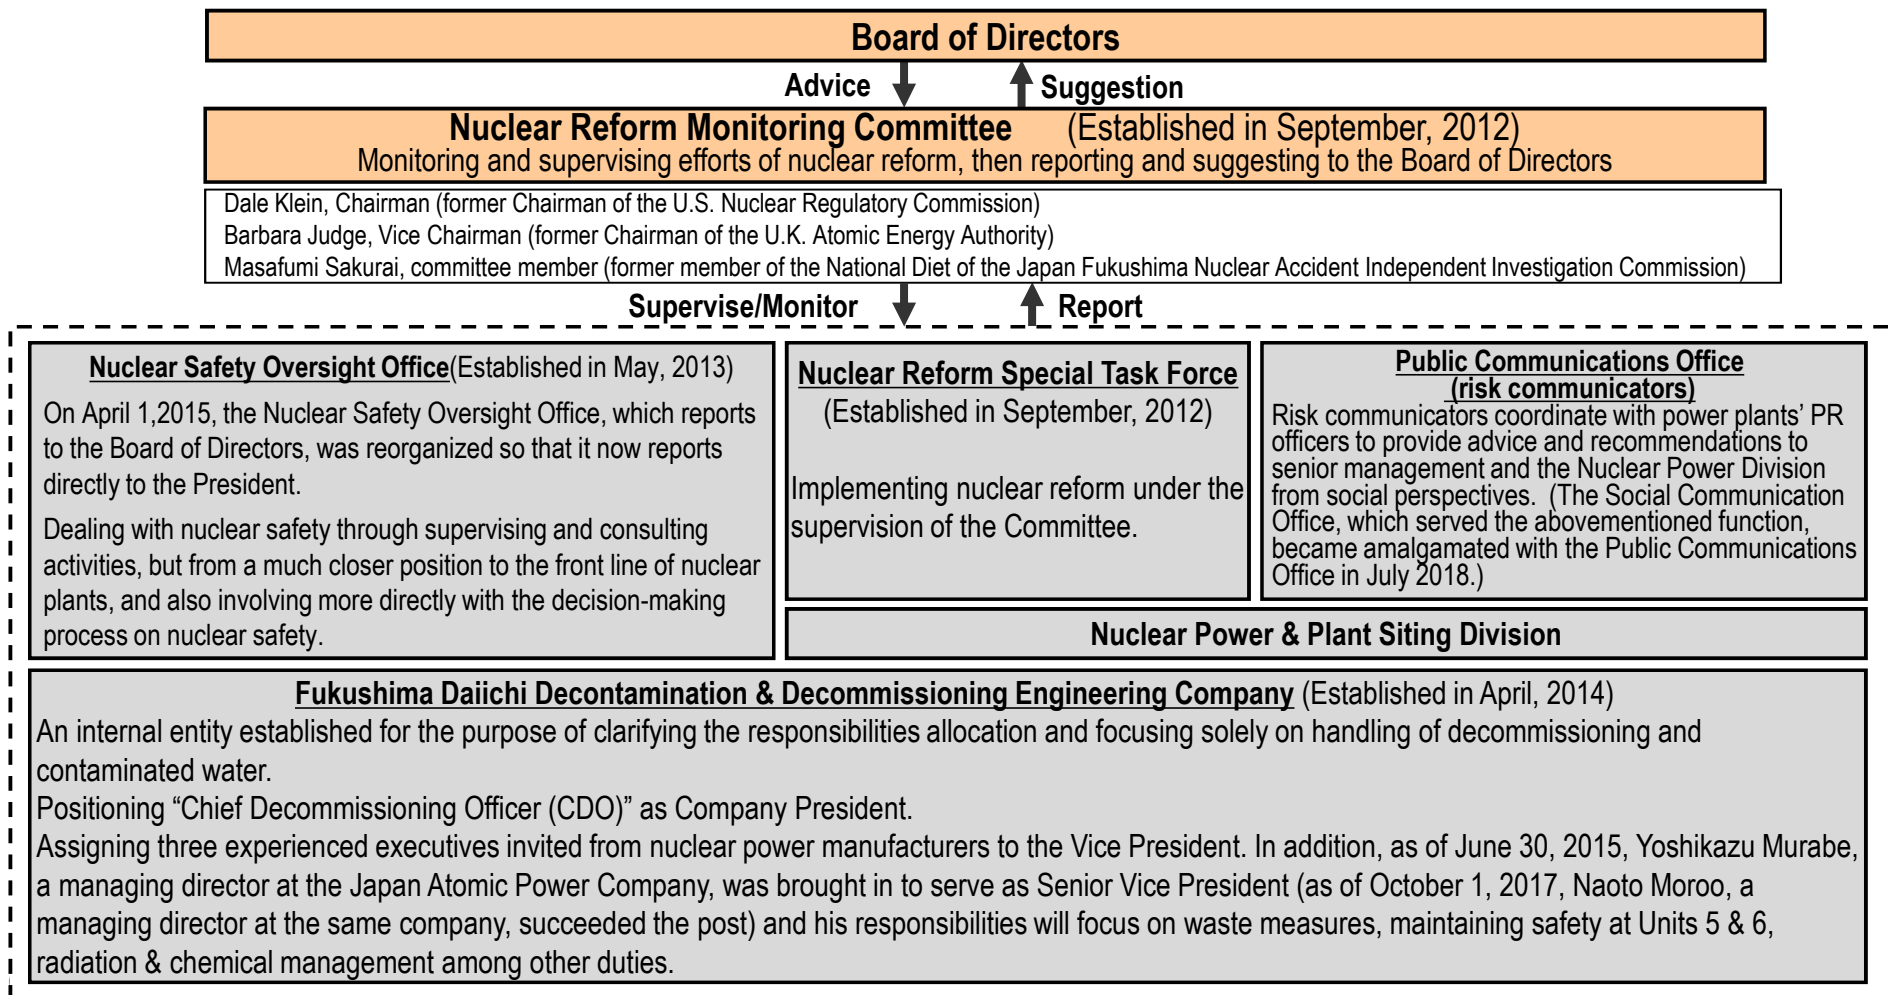 Board of Directors
Advice
Suggestion
Nuclear Reform Monitoring Committee (Established in September, 2012)
Monitoring and supervising efforts of nuclear reform, then reporting and suggesting to the Board of Directors
Dale Klein, Chairman (former Chairman of the U.S. Nuclear Regulatory Commission)
Barbara Judge, Vice Chairman (former Chairman of the U.K. Atomic Energy Authority)
Masafumi Sakurai, committee member (former member of the National Diet of the Japan Fukushima Nuclear Accident Independent Investigation Commission)
Supervise/Monitor
Report
Nuclear Safety Oversight Office(Established in May, 2013)
On April 1,2015, the Nuclear Safety Oversight Office, which reports
to the Board of Directors, was reorganized so that it now reports
directly to the President.
Dealing with nuclear safety through supervising and consulting
activities, but from a much closer position to the front line of nuclear
plants, and also involving more directly with the decision-making
process on nuclear safety.
Nuclear Reform Special Task Force
(Established in September, 2012)
Implementing nuclear reform under the
supervision of the Committee.
Public Communications Office
(risk communicators)
Risk communicators coordinate with power plants' PR
officers to provide advice and recommendations to
senior management and the Nuclear Power Division
from social perspectives. (The Social Communication
Office, which served the abovementioned function,
became amalgamated with the Public Communications
Office in July 2018.)
Nuclear Power & Plant Siting Division
Fukushima Daiichi Decontamination & Decommissioning Engineering Company (Established in April, 2014)
An internal entity established for the purpose of clarifying the responsibilities allocation and focusing solely on handling of decommissioning and
contaminated water.
Positioning “Chief Decommissioning Officer (CDO)” as Company President.
Assigning three experienced executives invited from nuclear power manufacturers to the Vice President. In addition, as of June 30, 2015, Yoshikazu Murabe,
a managing director at the Japan Atomic Power Company, was brought in to serve as Senior Vice President (as of October 1, 2017, Naoto Moroo, a
managing director at the same company, succeeded the post) and his responsibilities will focus on waste measures, maintaining safety at Units 5 & 6,
radiation & chemical management among other duties.